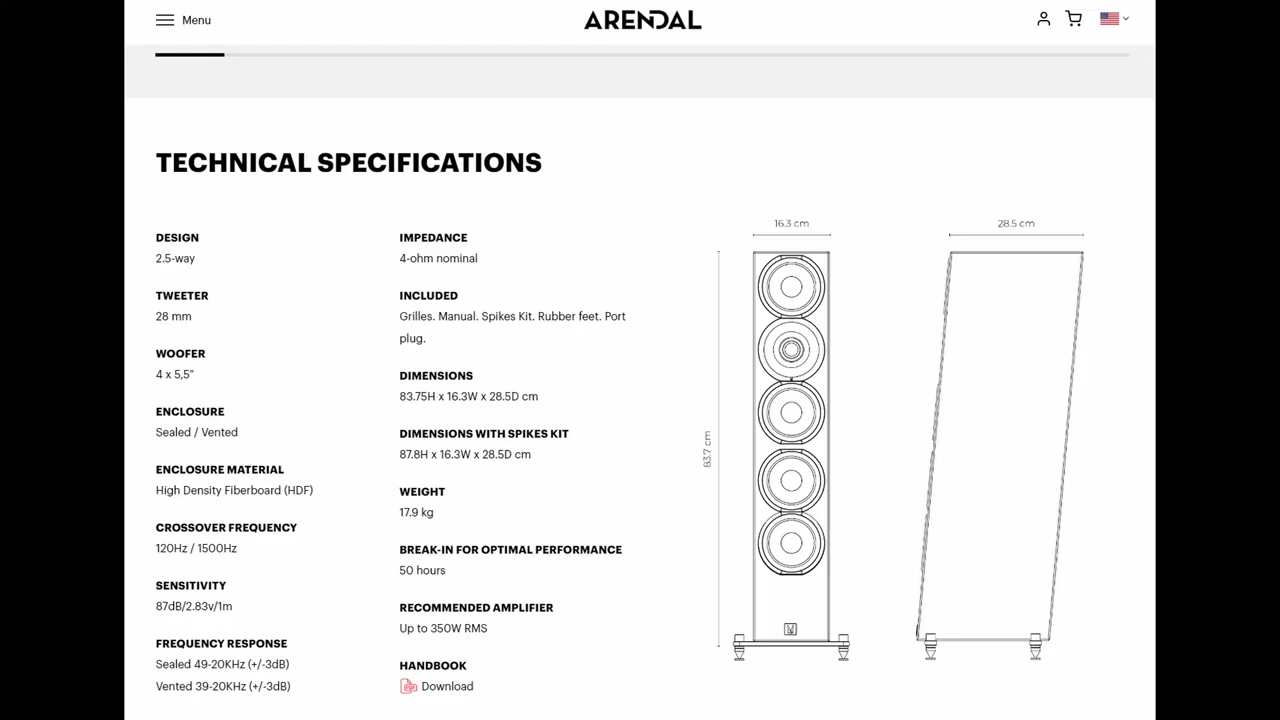 Menu
ARENDAL
TECHNICAL SPECIFICATIONS
DESIGN
2.5-way
TWEETER
28 mm
WOOFER
4 x 5,5”
ENCLOSURE
Sealed / Vented
ENCLOSURE MATERIAL
High Density Fiberboard (HDF)
CROSSOVER FREQUENCY
120Hz / 1500Hz
SENSITIVITY
87dB/2.83v/1m
FREQUENCY RESPONSE
Sealed 49-20KHz (+/-3dB)
Vented 39-20KHz (+/-3dB)
IMPEDANCE
4-ohm nominal
INCLUDED
Grilles. Manual. Spikes Kit. Rubber feet. Port
plug.
DIMENSIONS
83.75H x 16.3W x 28.5D cm
DIMENSIONS WITH SPIKES KIT
87.8H x 16.3W x 28.5D cm
WEIGHT
17.9 kg
BREAK-IN FOR OPTIMAL PERFORMANCE
50 hours
RECOMMENDED AMPLIFIER
Up to 350W RMS
HANDBOOK
Download
16.3 cm
28.5 cm
83.7 cm